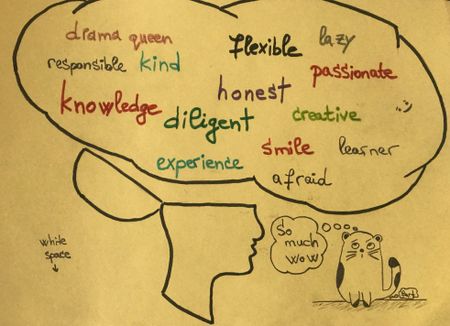 drama queen
flexible
lazy
responsible
kind
passionate
honest
knowledge
diligent
creative
smile
learner
experience
afraid
so
much
wow
white
space